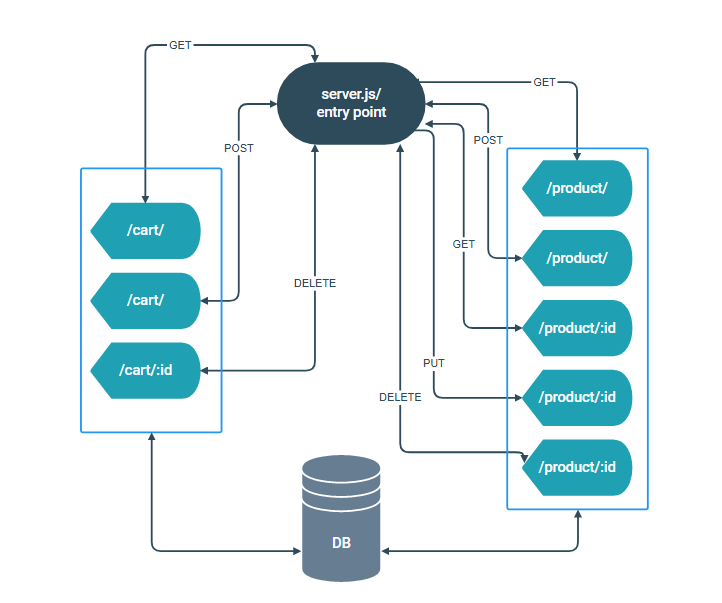 GET
server.js/
entry point
GET
POST
POST
/product/
/cart/
/product/
GET
/cart/
DELETE
/product/:id
/cart/:id
PUT
DELETE
/product/:id
/product/:id
DB